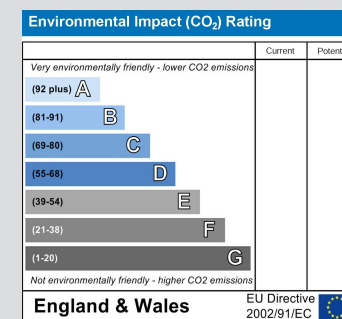 Environmental Impact (CO₂) Rating
Current Potent
Very environmentally friendly - lower CO2 emissions
(92 plus) A
(81-91) B
(69-80) C
(55-68) D
(39-54) E
(21-38) F
(1-20) G
Not environmentally friendly - higher CO2 emissions
England & Wales
EU Directive
2002/91/EC